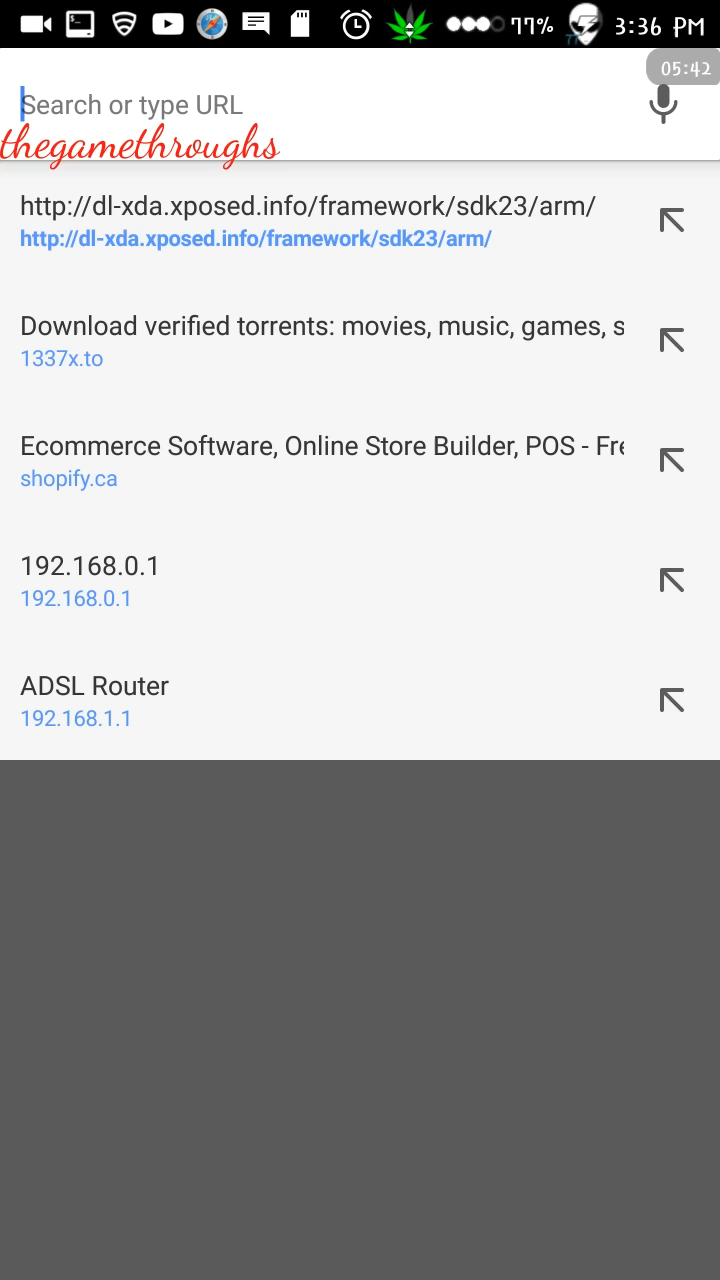 77% 3:36 PM
05:42
Search or type URL
thegamethroughs
http://dl-xda.xposed.info/framework/sdk23/arm/
http://dl-xda.xposed.info/framework/sdk23/arm/
Download verified torrents: movies, music, games, s
1337x.to
Ecommerce Software, Online Store Builder, POS - Fre
shopify.ca
192.168.0.1
192.168.0.1
ADSL Router
192.168.1.1